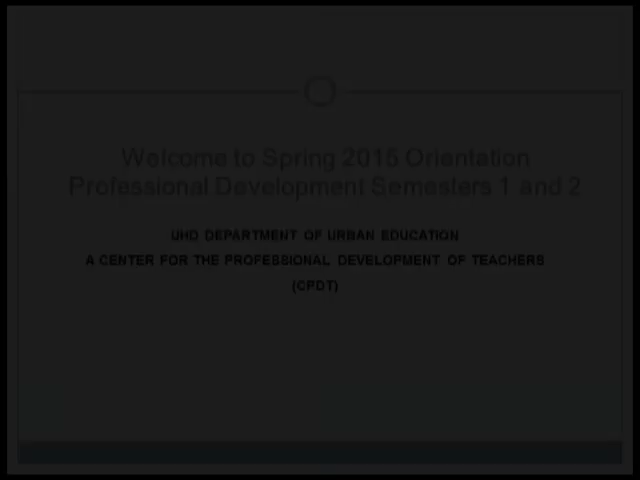 Welcome to Spring 2015 Orientation
Professional Development Semesters 1 and 2
UHD DEPARTMENT OF URBAN EDUCATION
A CENTER FOR THE PROFESSIONAL DEVELOPMENT OF TEACHERS
(CPDT)